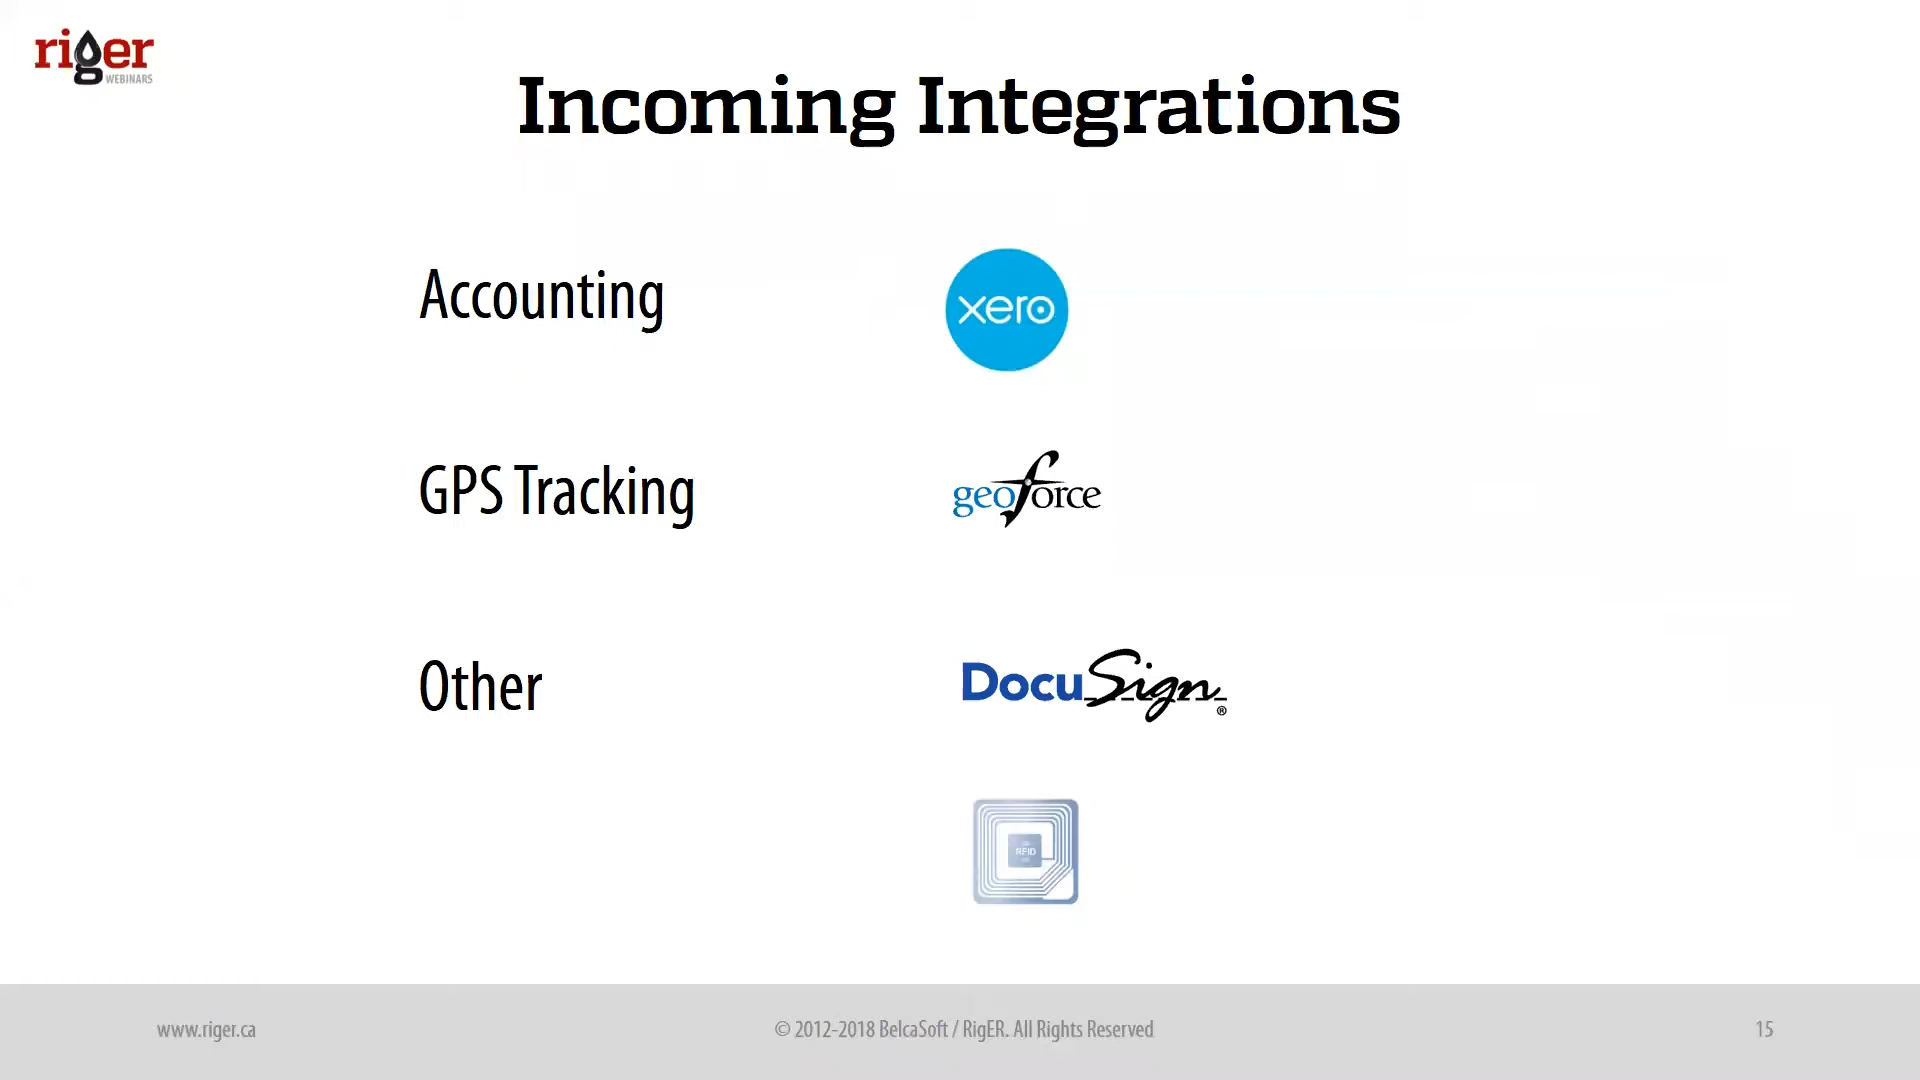 riger
WEBINARS
Incoming Integrations
Accounting
xero
GPS Tracking
geoforce
Other
DocuSign®
RFID
www.riger.ca
© 2012-2018 BelcaSoft / RigER. All Rights Reserved
15